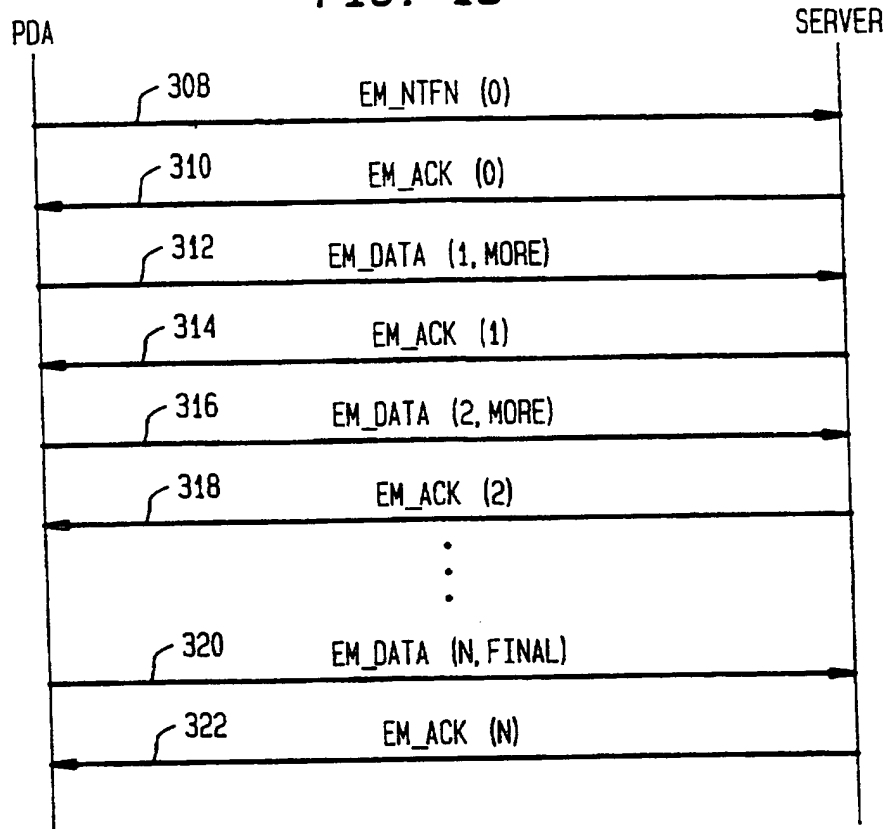 PDA
SERVER
308 EM_NTFN (0)
310 EM_ACK (0)
312 EM_DATA (1, MORE)
314 EM_ACK (1)
316 EM_DATA (2, MORE)
318 EM_ACK (2)
320 EM_DATA (N, FINAL)
322 EM_ACK (N)